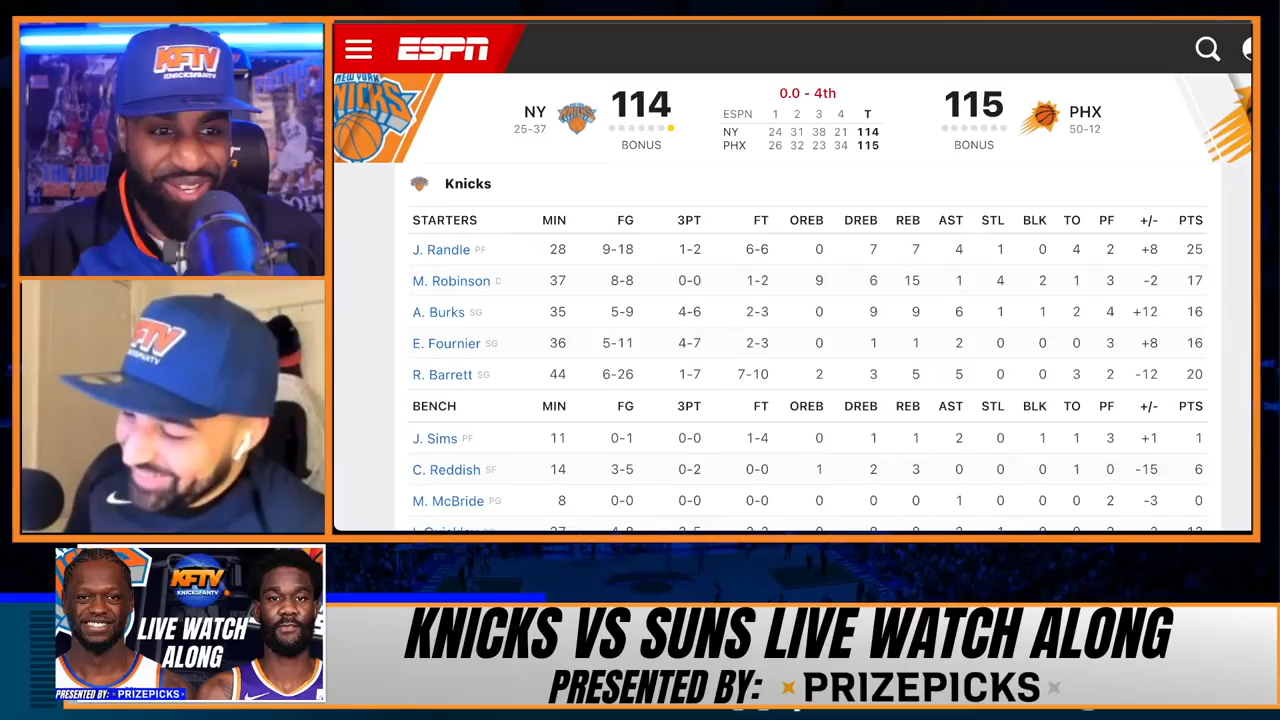 KFTV
KNICKSFANTV
KFTV
KNICKSFANTV
ESPN
NEW YORK
KNICKS
0.0 - 4th
NY 114 ESPN 1 2 3 4 T 115 PHX
25-37 NY 24 31 38 21 114 50-12
BONUS PHX 26 32 23 34 115 BONUS
Knicks
STARTERS MIN FG 3PT FT OREB DREB REB AST STL BLK TO PF +/- PTS
J. Randle PF 28 9-18 1-2 6-6 0 7 7 4 1 0 4 2 +8 25
M. Robinson C 37 8-8 0-0 1-2 9 6 15 1 4 2 1 3 -2 17
A. Burks SG 35 5-9 4-6 2-3 0 9 9 6 1 1 2 4 +12 16
E. Fournier SG 36 5-11 4-7 2-3 0 1 1 2 0 0 0 3 +8 16
R. Barrett SG 44 6-26 1-7 7-10 2 3 5 5 0 0 3 2 -12 20
BENCH MIN FG 3PT FT OREB DREB REB AST STL BLK TO PF +/- PTS
J. Sims PF 11 0-1 0-0 1-4 0 1 1 2 0 1 1 3 +1 1
C. Reddish SF 14 3-5 0-2 0-0 1 2 3 0 0 0 1 0 -15 6
M. McBride PG 8 0-0 0-0 0-0 0 0 0 1 0 0 0 2 -3 0
KFTV
KNICKSFANTV
LIVE WATCH
ALONG
PRESENTED BY: PRIZEPICKS
KNICKS VS SUNS LIVE WATCH ALONG
PRESENTED BY: PRIZEPICKS